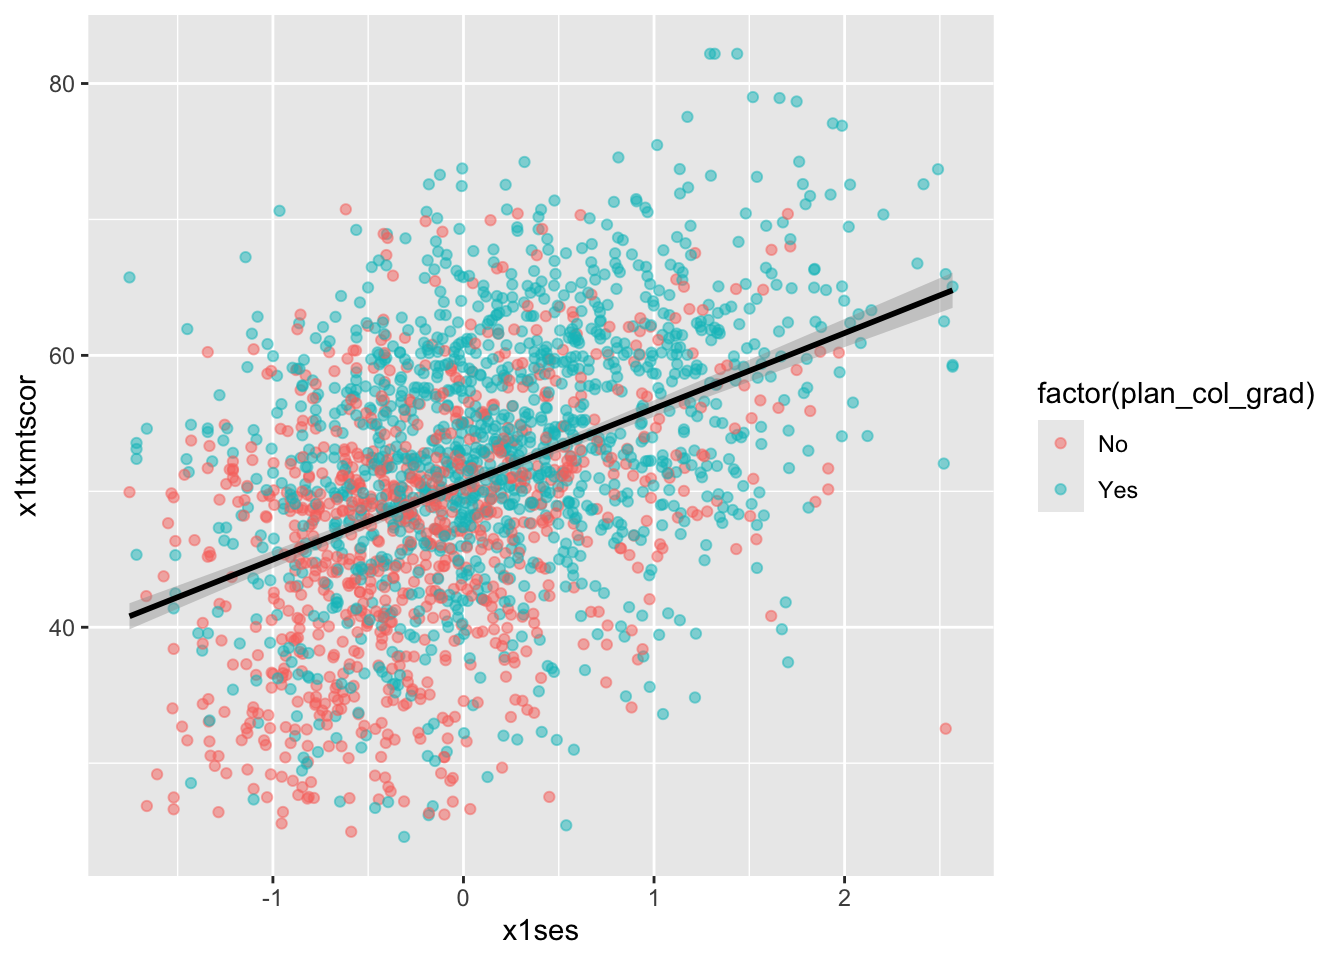 80
60
40
x1txmtscor
-1
0
1
2
x1ses
factor(plan_col_grad)
No
Yes